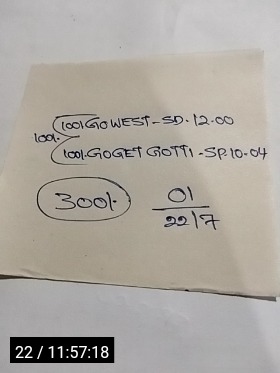 100/- GO WEST - SD. 12.00
100/-
100/- GOGET GOTTI - SP. 10.04
300/-
01
22/7
22 / 11:57:18